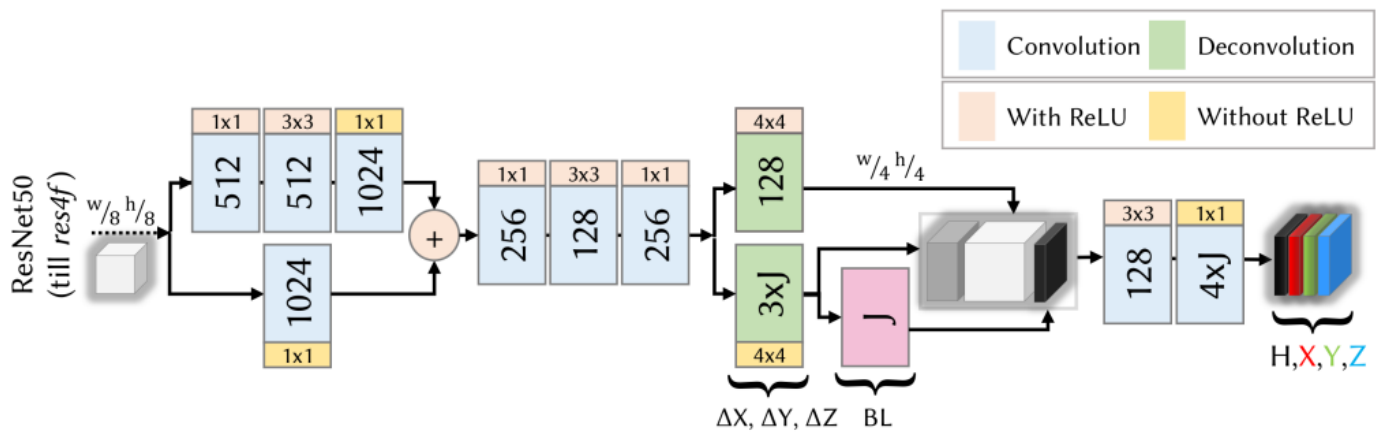 Convolution
Deconvolution
With ReLU
Without ReLU
ResNet50
(till res4f)
w/8 h/8
1x1
512
3x3
512
1x1
1024
1024
1x1
+
1x1
256
3x3
128
1x1
256
4x4
128
3xJ
4x4
ΔX, ΔY, ΔZ
J
BL
w/4 h/4
3x3
128
1x1
4xJ
H,X,Y,Z